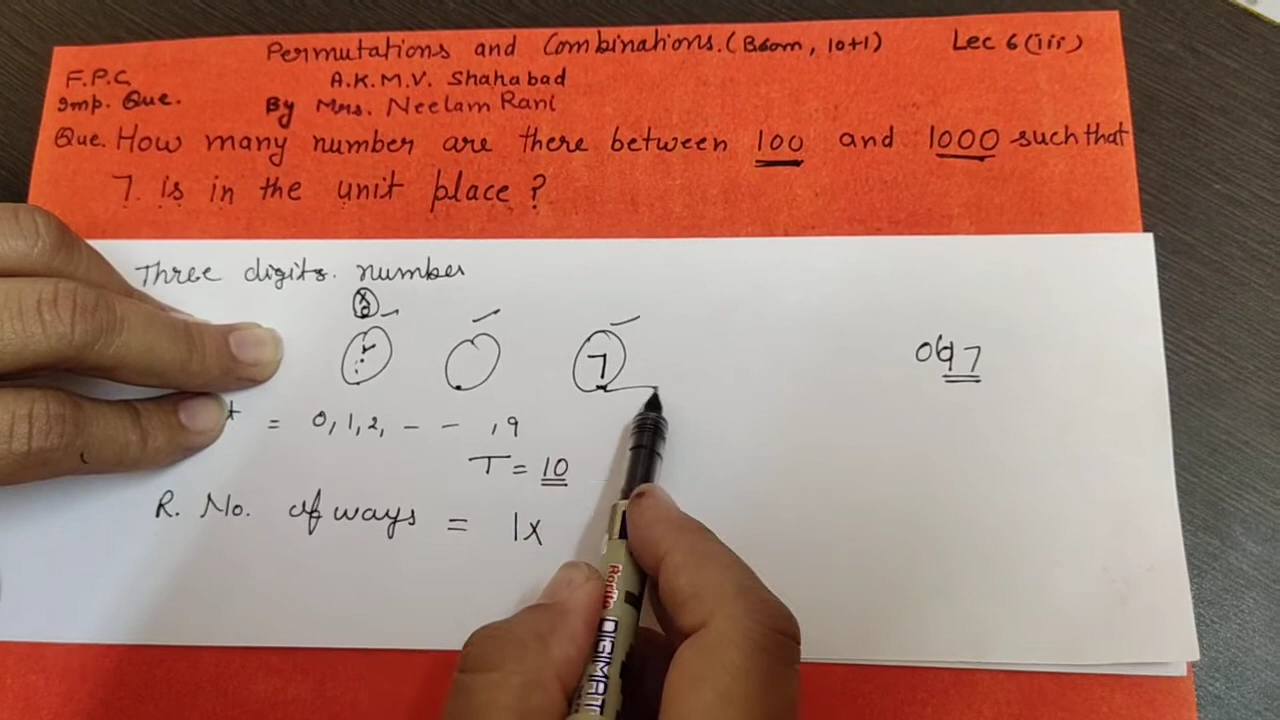 Permutations and Combinations. (Bcom, 10+1) Lec 6 (iii)
F.P.C A.K.M.V. Shahabad
Imp. Que. By Mrs. Neelam Rani
Que. How many number are there between 100 and 1000 such that
7 is in the unit place ?
Three digits. number
7
= 0, 1, 2, - - , 9
T = 10
R. No. of ways = 1x
Rorito
DIGIMAT